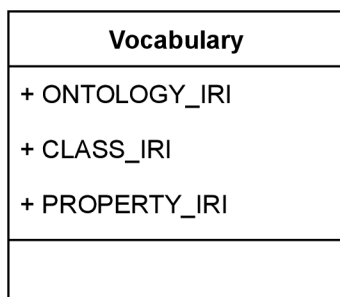 Vocabulary
+ ONTOLOGY_IRI
+ CLASS_IRI
+ PROPERTY_IRI